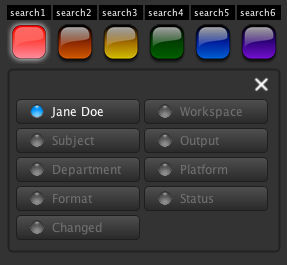 search1 search2 search3 search4 search5 search6
Jane Doe Workspace
Subject Output
Department Platform
Format Status
Changed